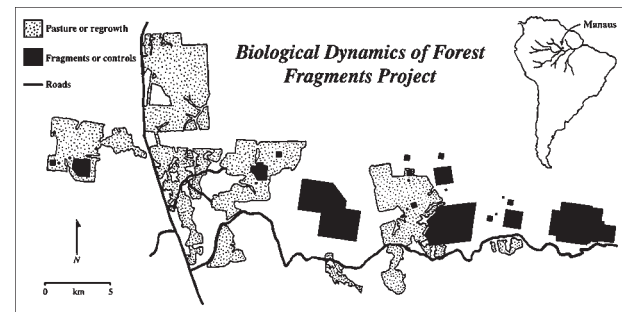 Pasture or regrowth
Fragments or controls
Roads
Biological Dynamics of Forest
Fragments Project
Manaus
N
0 km 5